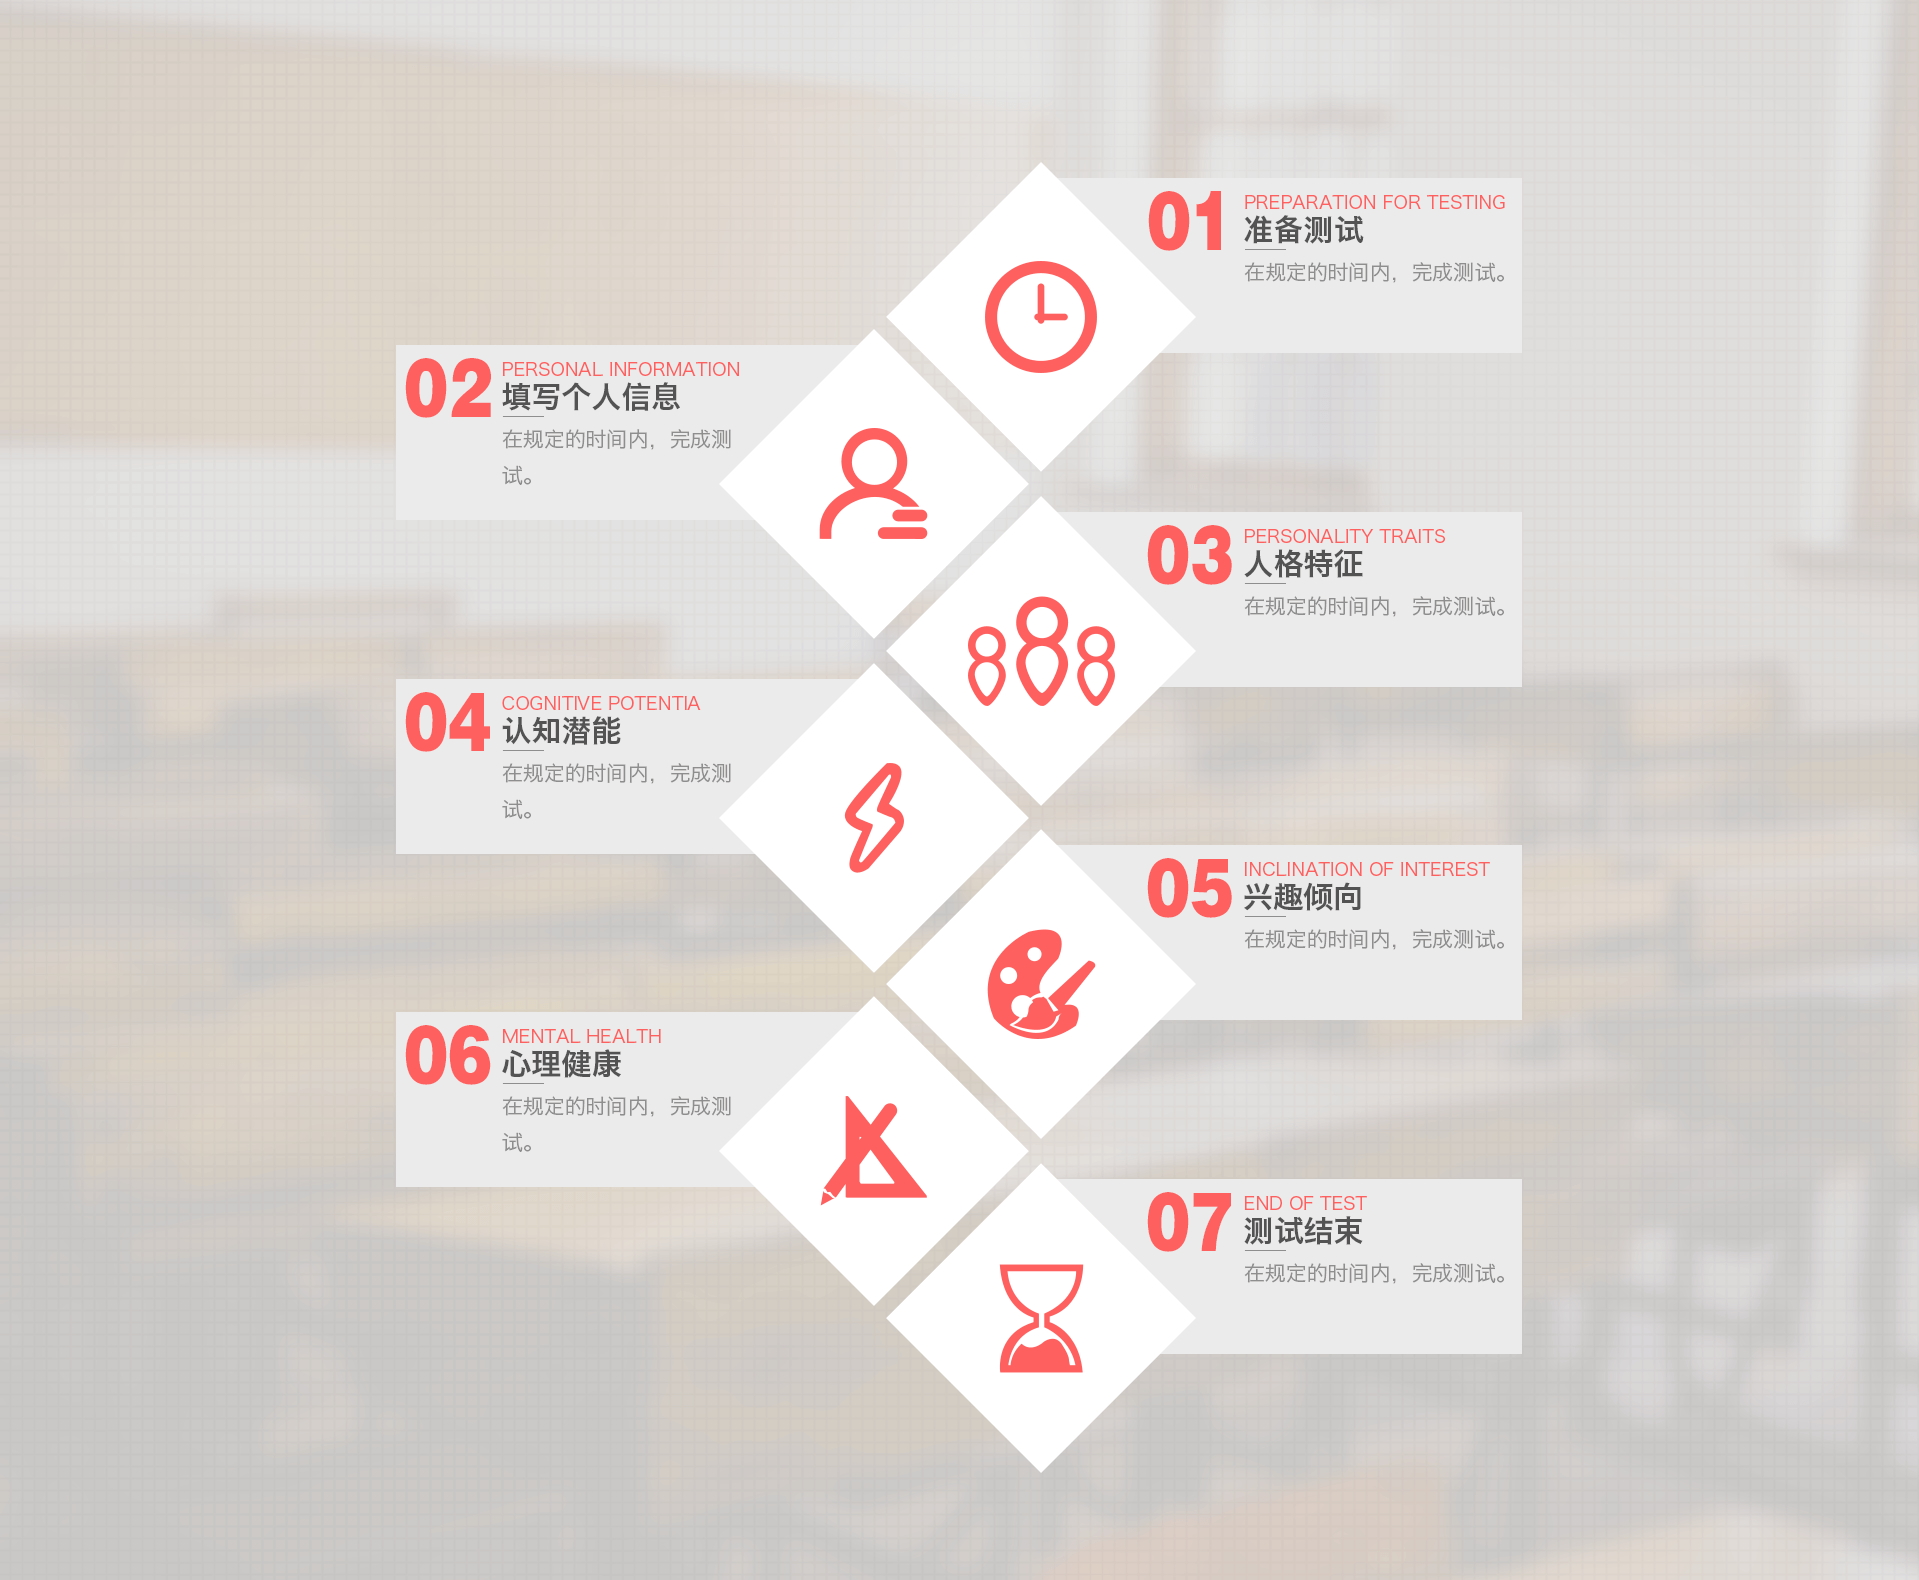 01
PREPARATION FOR TESTING
准备测试
在规定的时间内，完成测试。
02
PERSONAL INFORMATION
填写个人信息
在规定的时间内，完成测
试。
03
PERSONALITY TRAITS
人格特征
在规定的时间内，完成测试。
04
COGNITIVE POTENTIA
认知潜能
在规定的时间内，完成测
试。
05
INCLINATION OF INTEREST
兴趣倾向
在规定的时间内，完成测试。
06
MENTAL HEALTH
心理健康
在规定的时间内，完成测
试。
07
END OF TEST
测试结束
在规定的时间内，完成测试。